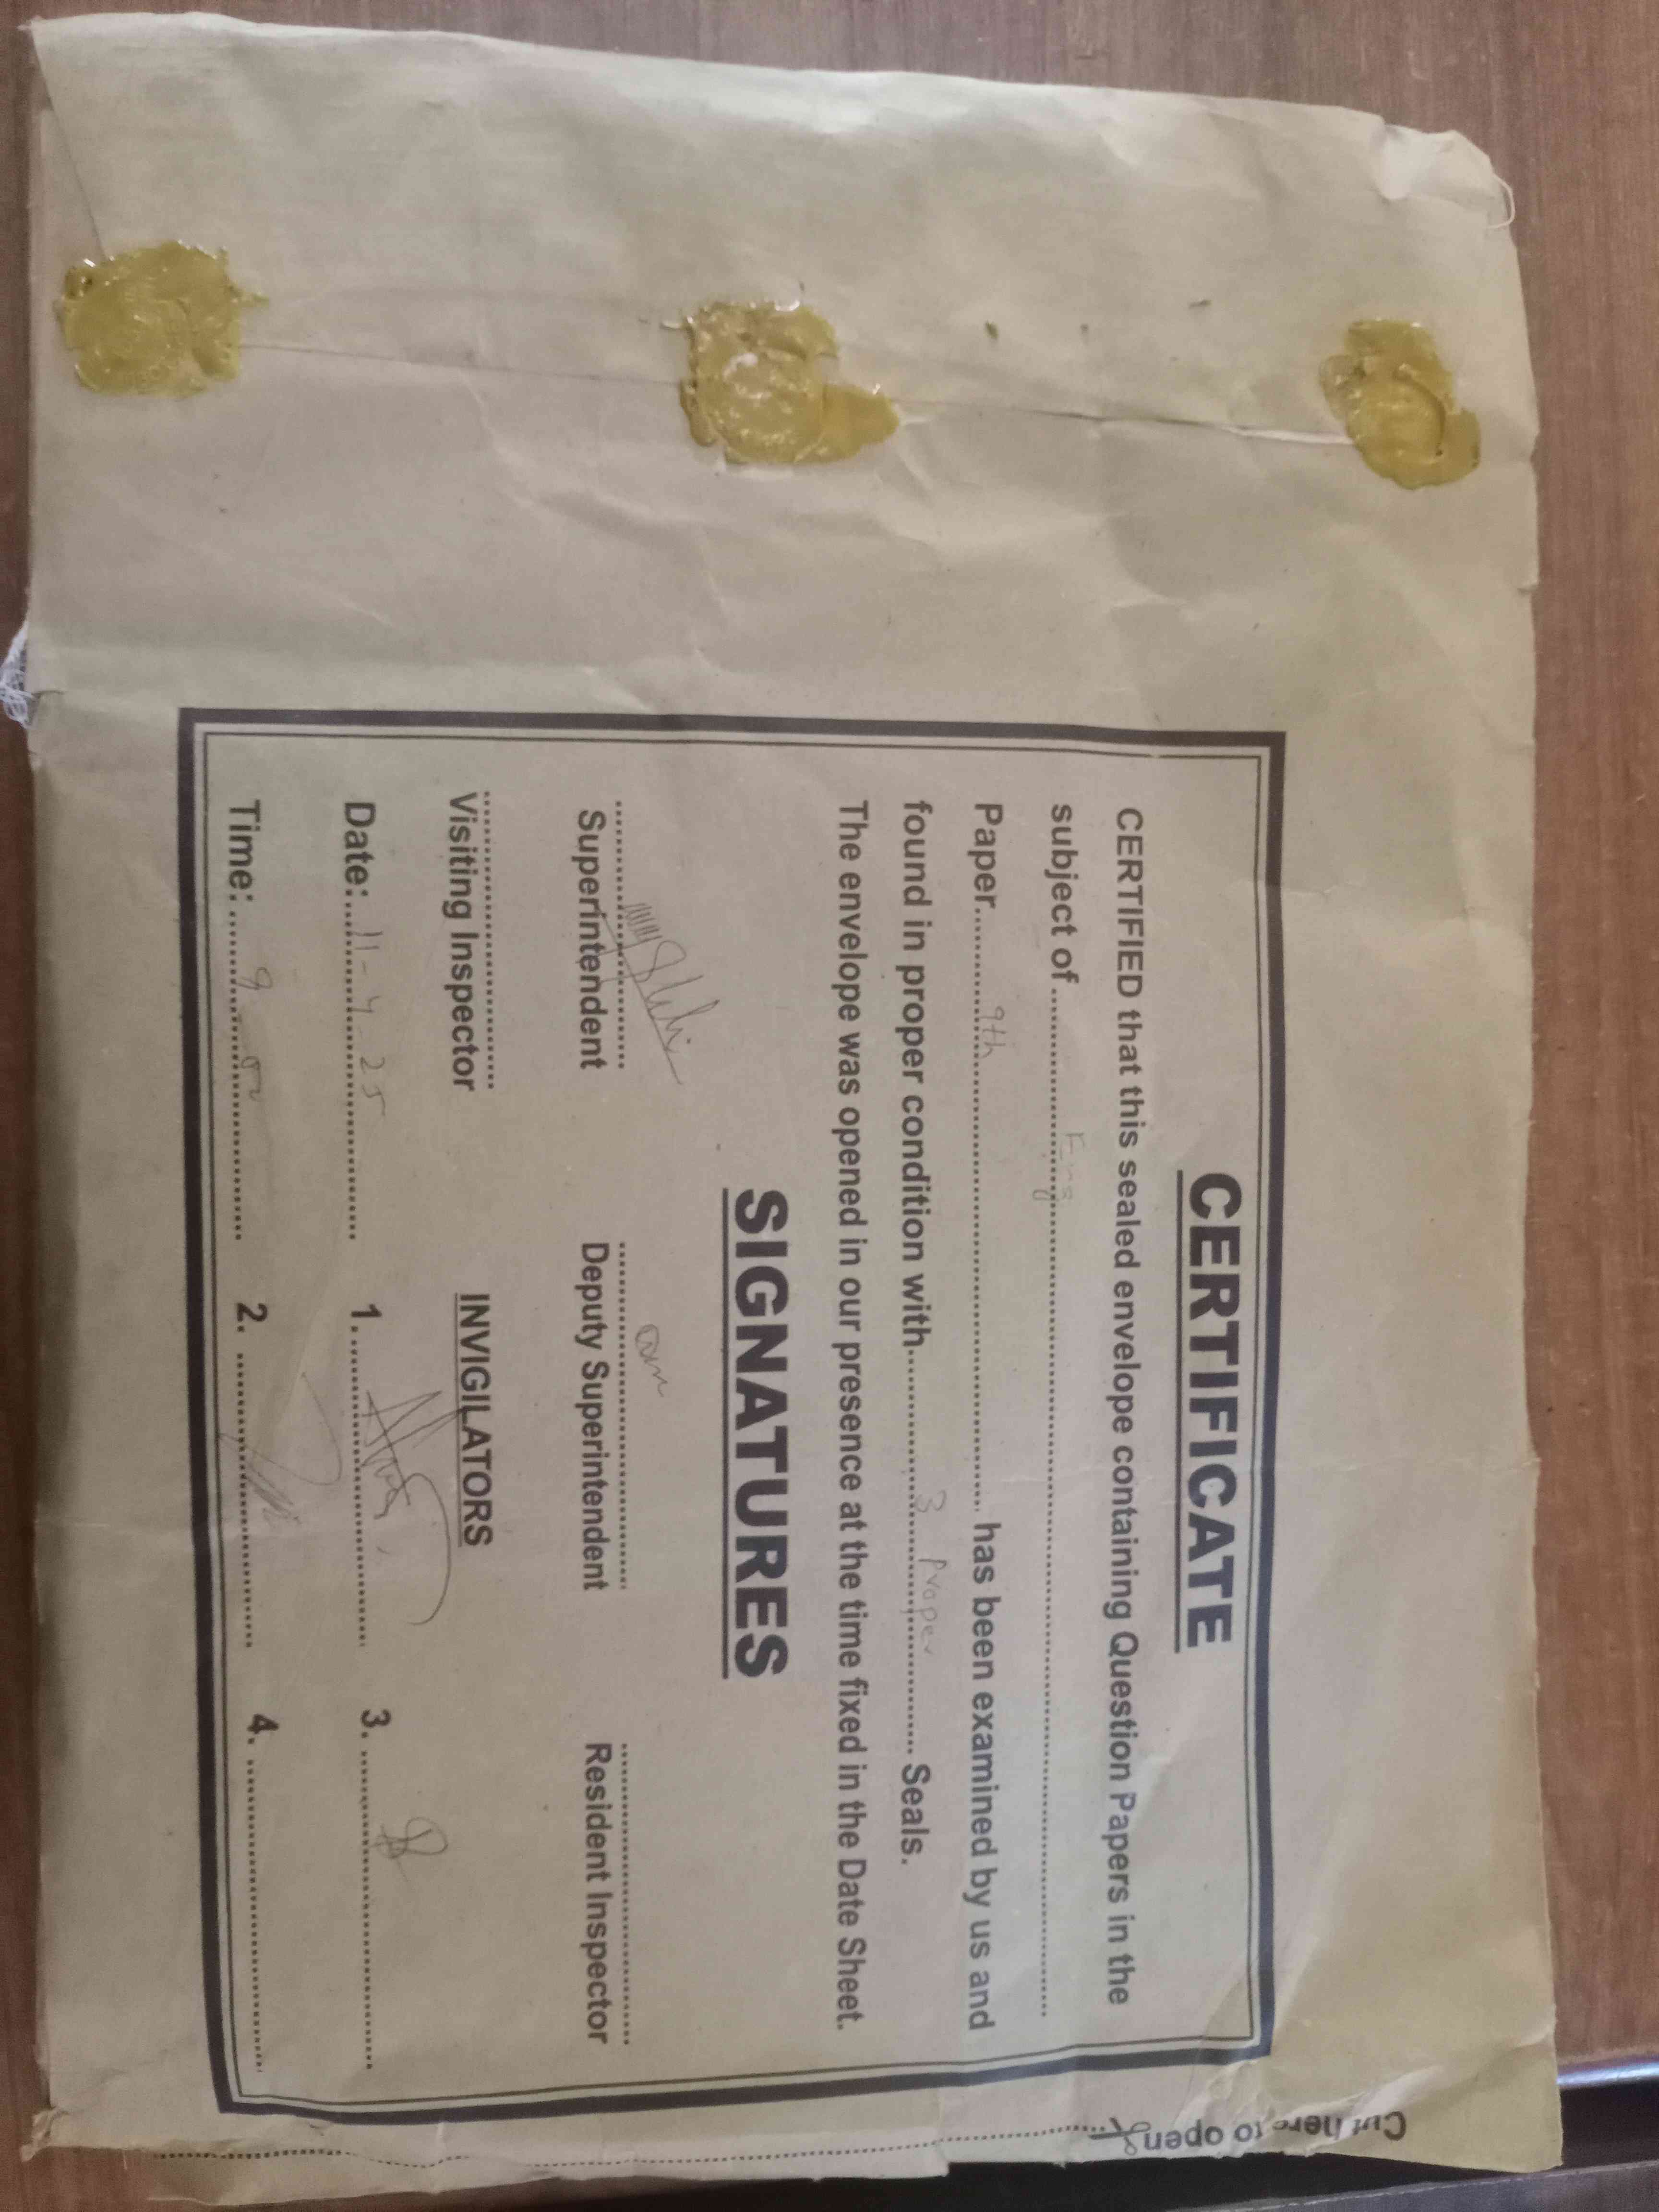 CERTIFICATE
CERTIFIED that this sealed envelope containing Question Papers in the
subject of ........ Eng ........
Paper........ 9th ........ has been examined by us and
found in proper condition with........ 3 Proper ........ Seals.
The envelope was opened in our presence at the time fixed in the Date Sheet.
SIGNATURES
Superintendent Deputy Superintendent Resident Inspector
Visiting Inspector INVIGILATORS
Date: 11-4-25 1. 3.
Time: 9 00 2. 4.
Cut here to open